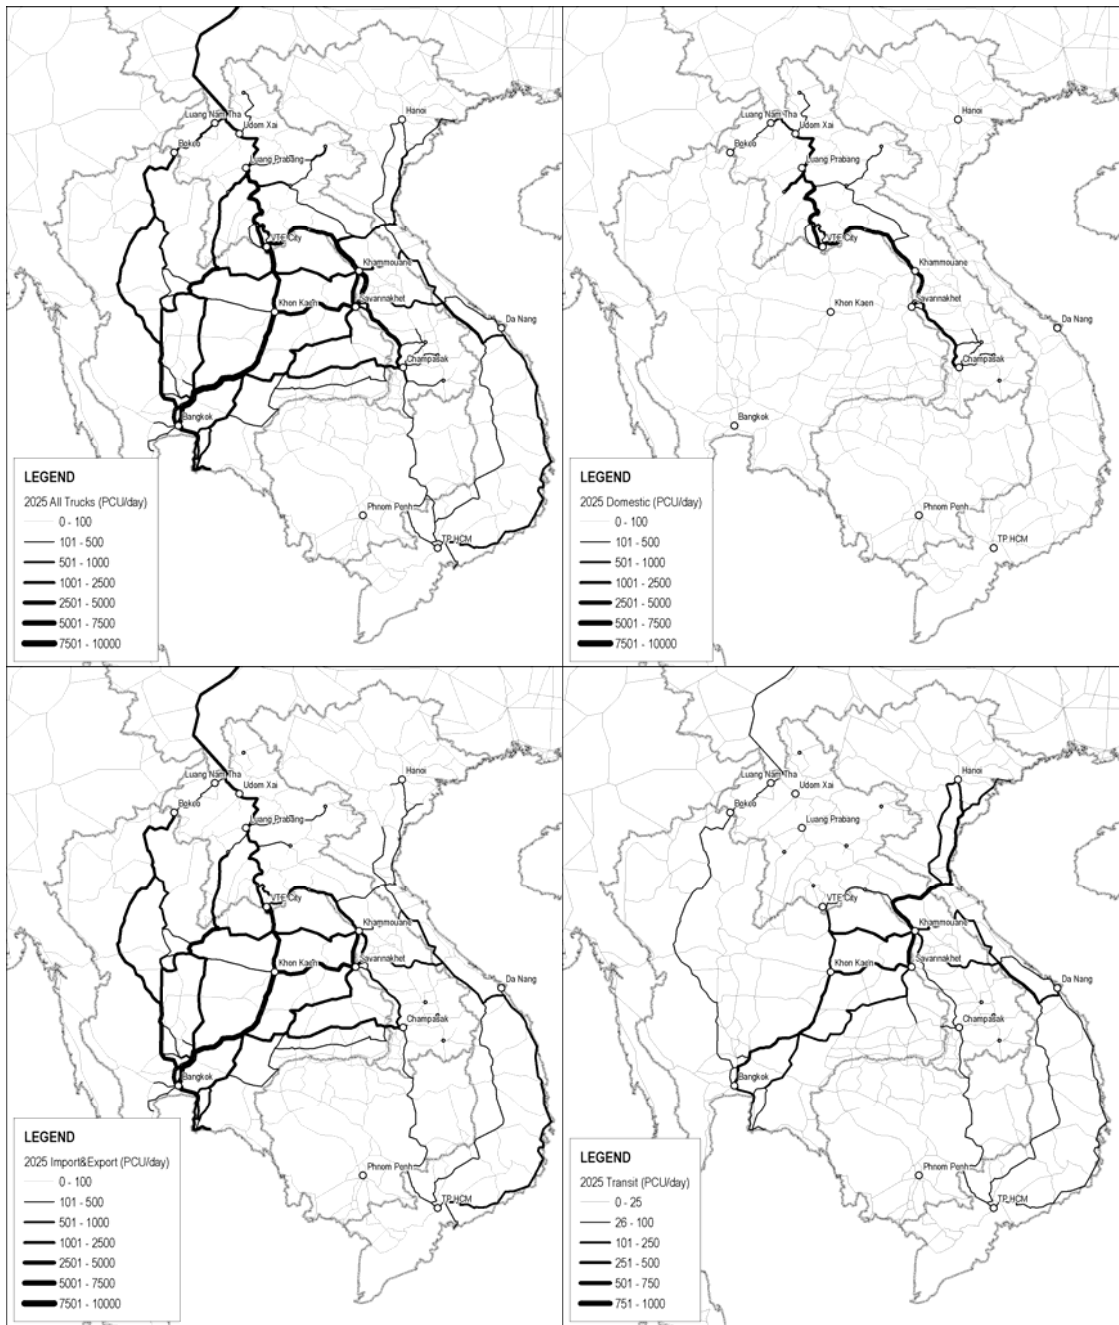 Luang Nam Tha
Hanoi
Udom Xai
Bokeo
Luang Prabang
VTE City
Khammouane
Khon Kaen
Savannakhet
Da Nang
Champasak
Bangkok
Phnom Penh
TP HCM
LEGEND
2025 All Trucks (PCU/day)
0 - 100
101 - 500
501 - 1000
1001 - 2500
2501 - 5000
5001 - 7500
7501 - 10000
Luang Nam Tha
Hanoi
Udom Xai
Bokeo
Luang Prabang
VTE City
Khammouane
Khon Kaen
Savannakhet
Da Nang
Champasak
Bangkok
Phnom Penh
TP HCM
LEGEND
2025 Domestic (PCU/day)
0 - 100
101 - 500
501 - 1000
1001 - 2500
2501 - 5000
5001 - 7500
7501 - 10000
Luang Nam Tha
Hanoi
Udom Xai
Bokeo
Luang Prabang
VTE City
Khammouane
Khon Kaen
Savannakhet
Da Nang
Champasak
Bangkok
Phnom Penh
TP HCM
LEGEND
2025 Import&Export (PCU/day)
0 - 100
101 - 500
501 - 1000
1001 - 2500
2501 - 5000
5001 - 7500
7501 - 10000
Luang Nam Tha
Hanoi
Udom Xai
Bokeo
Luang Prabang
VTE City
Khammouane
Khon Kaen
Savannakhet
Da Nang
Champasak
Bangkok
Phnom Penh
TP HCM
LEGEND
2025 Transit (PCU/day)
0 - 25
26 - 100
101 - 250
251 - 500
501 - 750
751 - 1000